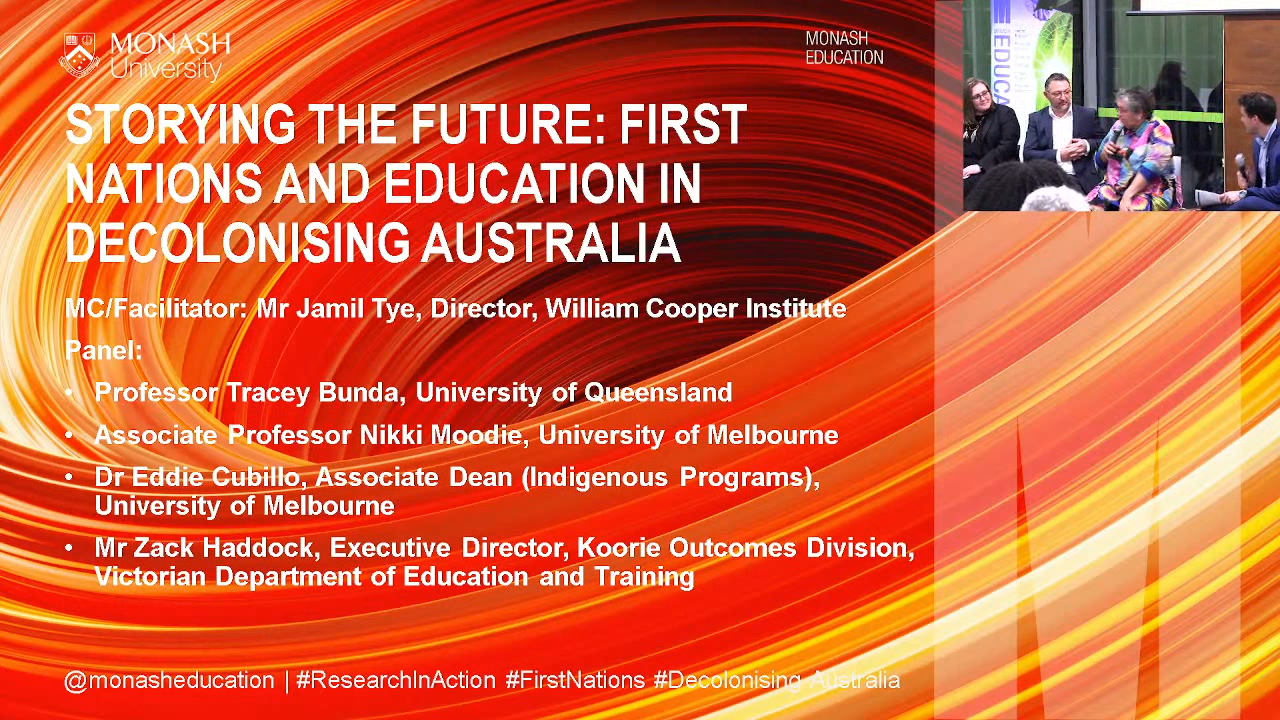 MONASH
University
MONASH
EDUCATION
STORYING THE FUTURE: FIRST
NATIONS AND EDUCATION IN
DECOLONISING AUSTRALIA
MC/Facilitator: Mr Jamil Tye, Director, William Cooper Institute
Panel:
• Professor Tracey Bunda, University of Queensland
• Associate Professor Nikki Moodie, University of Melbourne
• Dr Eddie Cubillo, Associate Dean (Indigenous Programs),
University of Melbourne
• Mr Zack Haddock, Executive Director, Koorie Outcomes Division,
Victorian Department of Education and Training
@monasheducation | #ResearchInAction #FirstNations #Decolonising Australia
EDUCA